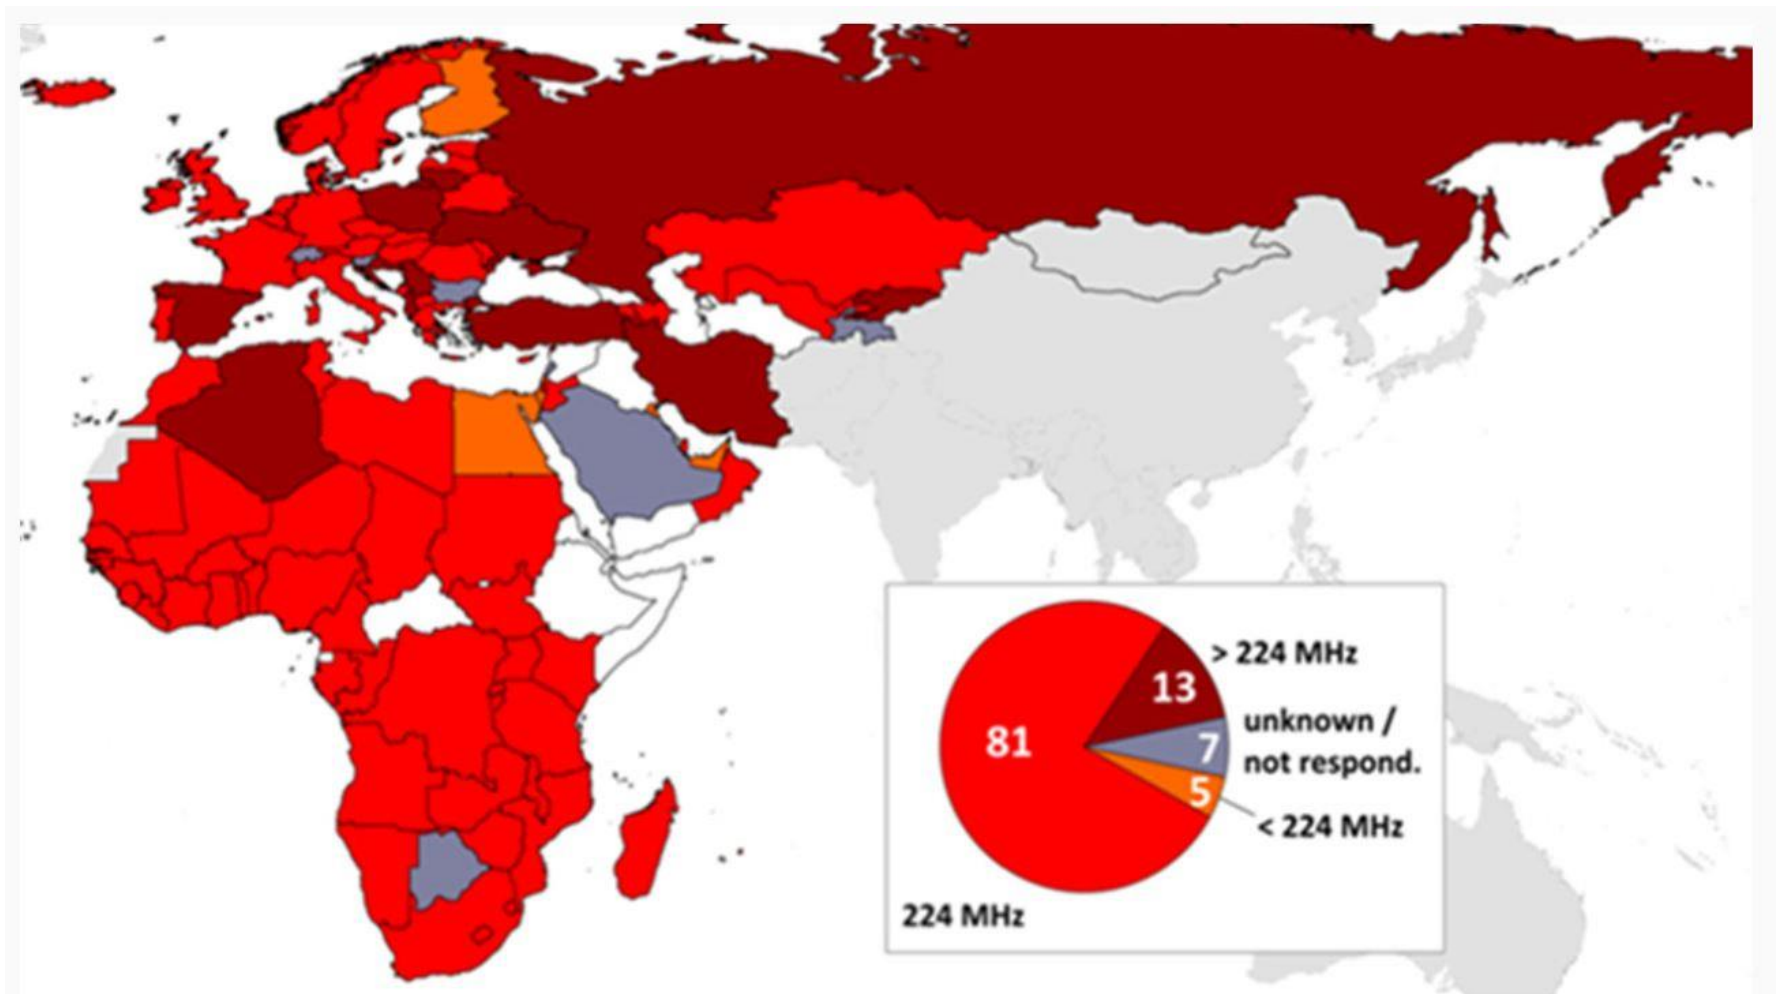 > 224 MHz
13
unknown /
not respond.
81
7
5
< 224 MHz
224 MHz